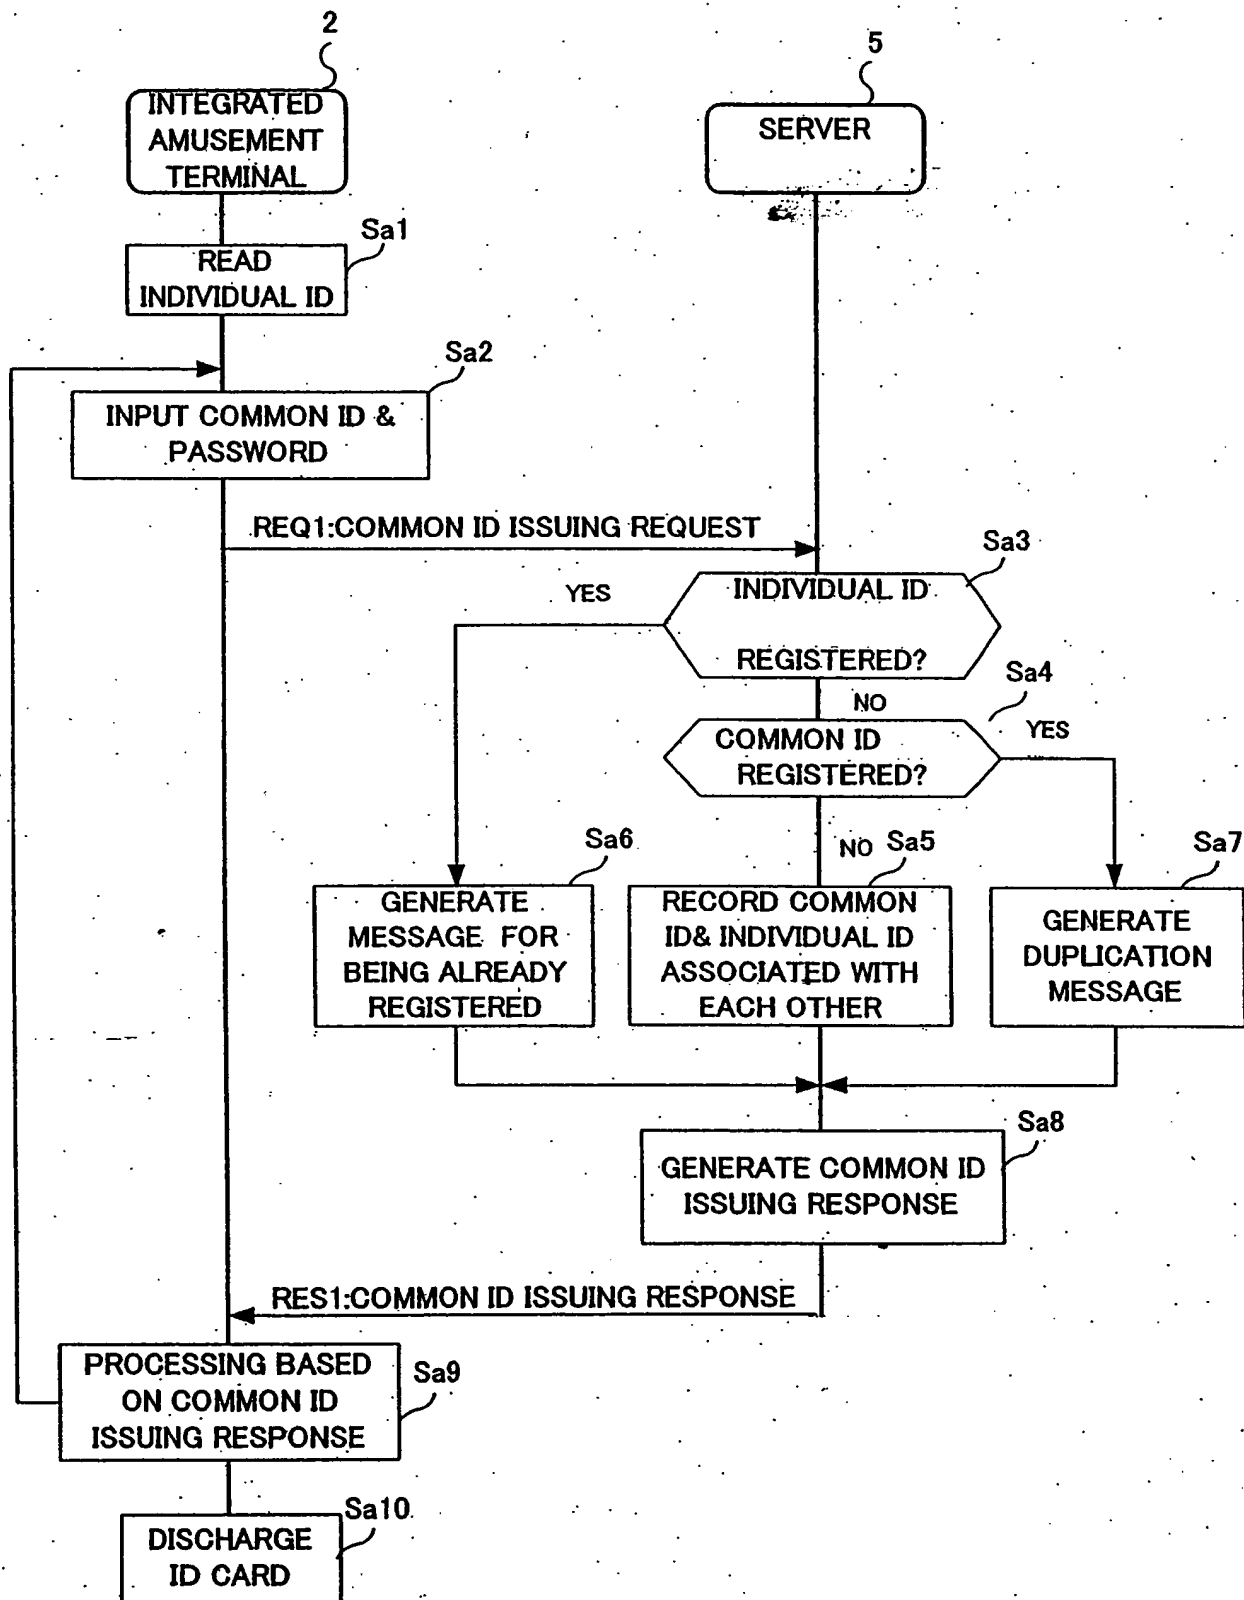 2
5
INTEGRATED
AMUSEMENT
TERMINAL
SERVER
Sa1
READ
INDIVIDUAL ID
Sa2
INPUT COMMON ID &
PASSWORD
REQ1:COMMON ID ISSUING REQUEST
Sa3
YES
INDIVIDUAL ID
REGISTERED?
Sa4
NO
YES
COMMON ID
REGISTERED?
Sa6
NO
Sa5
Sa7
GENERATE
MESSAGE FOR
BEING ALREADY
REGISTERED
RECORD COMMON
ID& INDIVIDUAL ID
ASSOCIATED WITH
EACH OTHER
GENERATE
DUPLICATION
MESSAGE
Sa8
GENERATE COMMON ID
ISSUING RESPONSE
RES1:COMMON ID ISSUING RESPONSE
PROCESSING BASED
ON COMMON ID
ISSUING RESPONSE
Sa9
Sa10
DISCHARGE
ID CARD